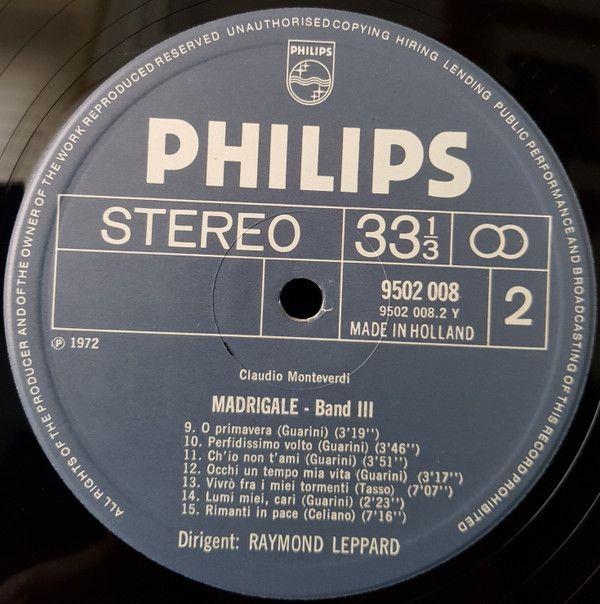 ALL RIGHTS OF THE PRODUCER AND OF THE OWNER OF THE WORK REPRODUCED RESERVED UNAUTHORISED COPYING HIRING LENDING PUBLIC PERFORMANCE AND BROADCASTING OF THIS RECORD PROHIBITED
PHILIPS
PHILIPS
STEREO 33 1/3
9502 008
9502 008.2 Y
MADE IN HOLLAND
2
℗ 1972
Claudio Monteverdi
MADRIGALE - Band III
9. O primavera (Guarini) (3'19'')
10. Perfidissimo volto (Guarini) (3'46'')
11. Ch'io non t'ami (Guarini) (3'51'')
12. Occhi un tempo mia vita (Guarini) (3'17'')
13. Vivrò fra i miei tormenti (Tasso) (7'07'')
14. Lumi miei, cari (Guarini) (2'23'')
15. Rimanti in pace (Celiano) (7'16'')
Dirigent: RAYMOND LEPPARD